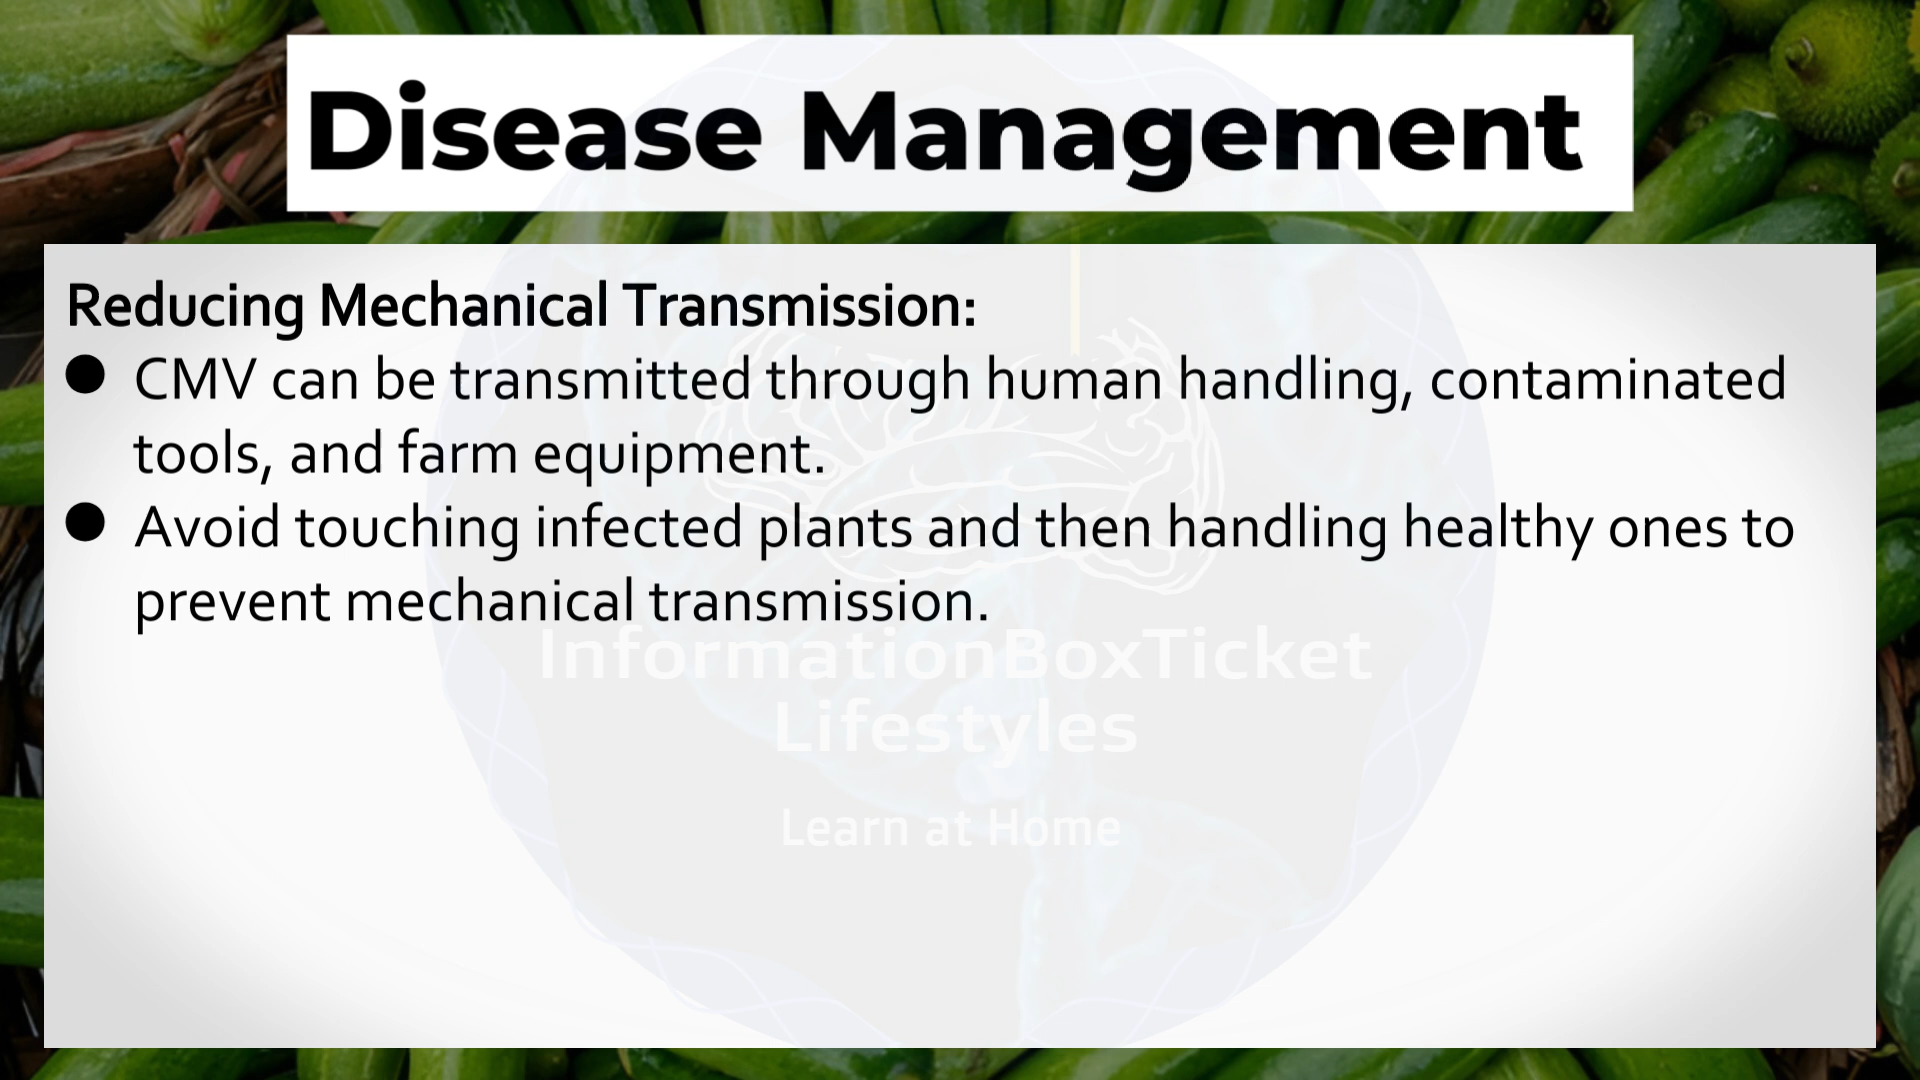 Disease Management
Reducing Mechanical Transmission:
● CMV can be transmitted through human handling, contaminated
tools, and farm equipment.
● Avoid touching infected plants and then handling healthy ones to
prevent mechanical transmission.
InformationBoxTicket
Lifestyles
Learn at Home